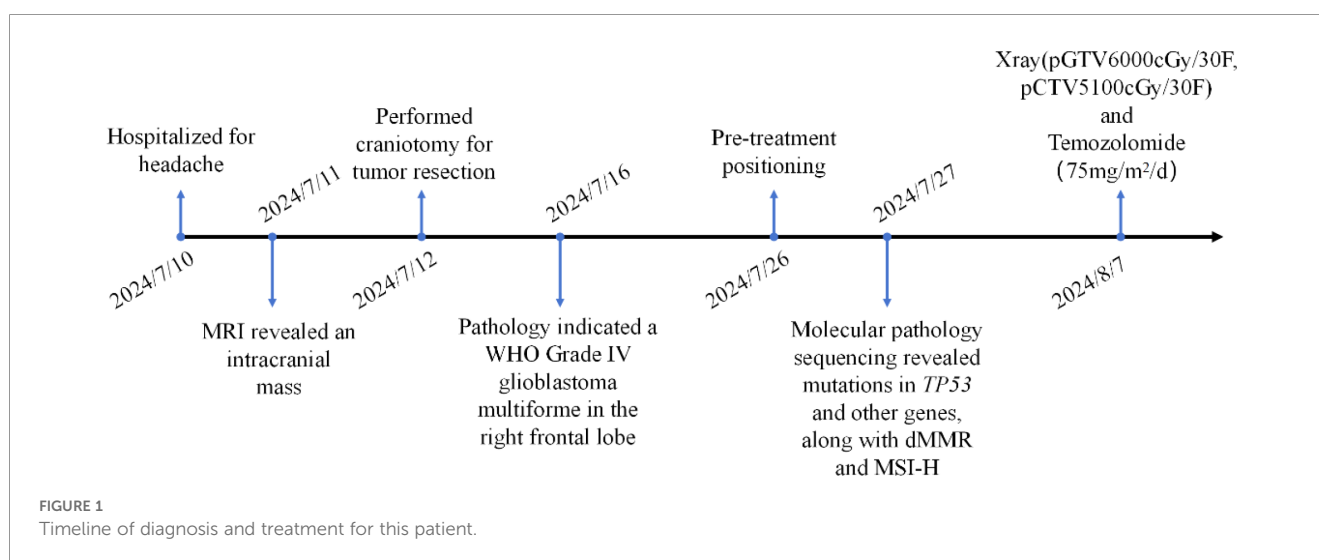 Hospitalized for
headache
2024/7/10
2024/7/11
MRI revealed an
intracranial
mass
Performed
craniotomy for
tumor resection
2024/7/12
2024/7/16
Pathology indicated a
WHO Grade IV
glioblastoma
multiforme in the
right frontal lobe
Pre-treatment
positioning
2024/7/26
2024/7/27
Molecular pathology
sequencing revealed
mutations in TP53
and other genes,
along with dMMR
and MSI-H
Xray(pGTV6000cGy/30F,
pCTV5100cGy/30F)
and
Temozolomide
(75mg/m²/d)
2024/8/7
FIGURE 1
Timeline of diagnosis and treatment for this patient.